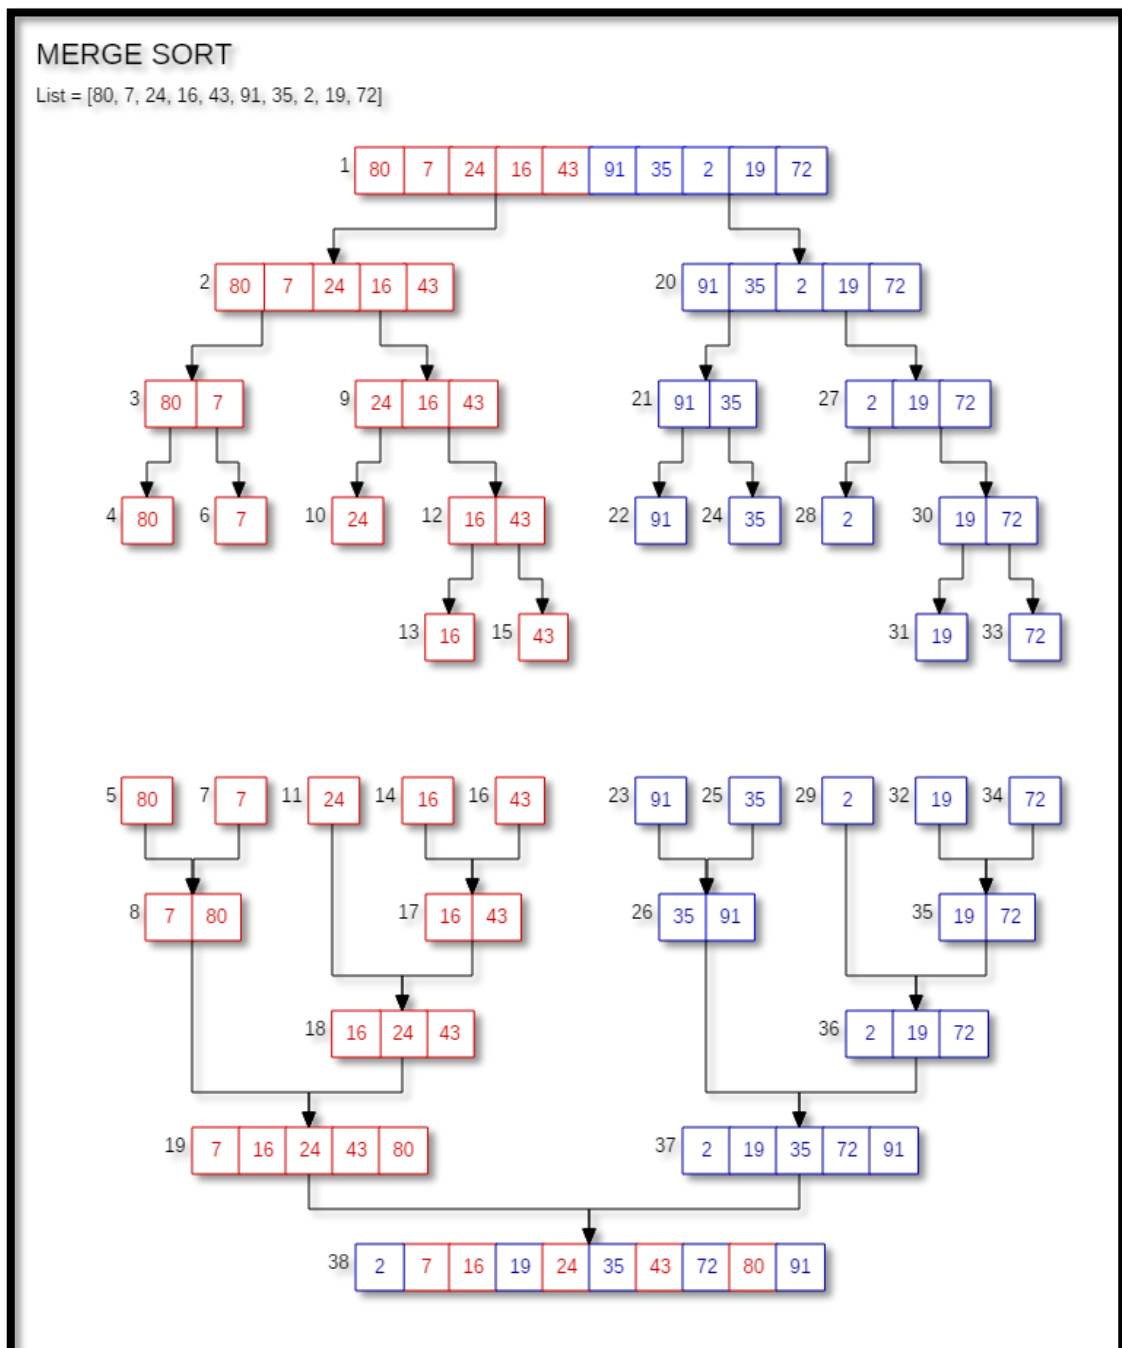 MERGE SORT
List = [80, 7, 24, 16, 43, 91, 35, 2, 19, 72]
1 80 7 24 16 43 91 35 2 19 72
2 80 7 24 16 43 20 91 35 2 19 72
3 80 7 9 24 16 43 21 91 35 27 2 19 72
4 80 6 7 10 24 12 16 43 22 91 24 35 28 2 30 19 72
13 16 15 43 31 19 33 72
5 80 7 7 11 24 14 16 16 43 23 91 25 35 29 2 32 19 34 72
8 7 80 17 16 43 26 35 91 35 19 72
18 16 24 43 36 2 19 72
19 7 16 24 43 80 37 2 19 35 72 91
38 2 7 16 19 24 35 43 72 80 91